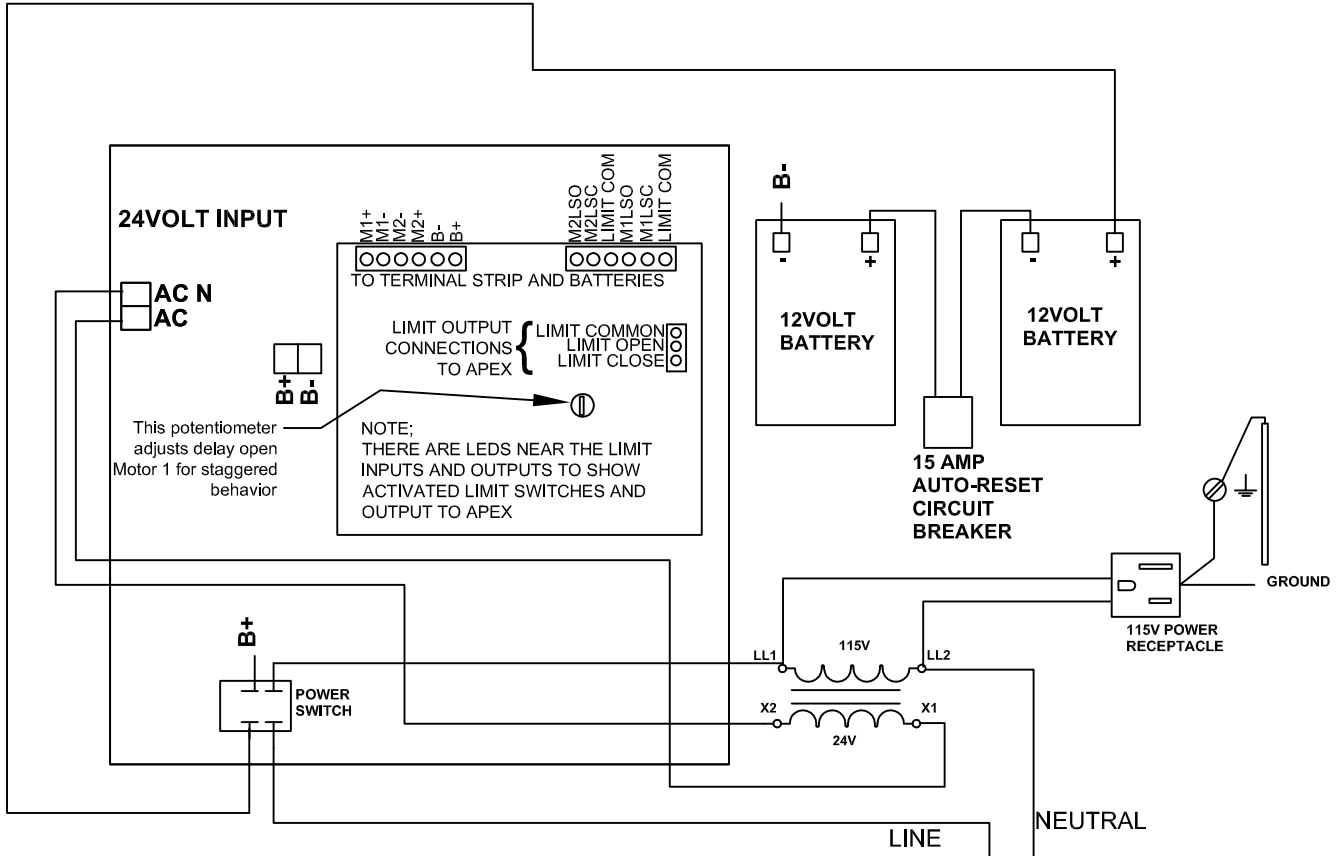 24VOLT INPUT
M1+
M1-
M2-
M2+
B-
B+
M2LSO
M2LSC
LIMIT COM
M1LSO
M1LSC
LIMIT COM
TO TERMINAL STRIP AND BATTERIES
AC N
AC
LIMIT OUTPUT
CONNECTIONS
TO APEX
LIMIT COMMON
LIMIT OPEN
LIMIT CLOSE
B+
B-
This potentiometer
adjusts delay open
Motor 1 for staggered
behavior
NOTE;
THERE ARE LEDS NEAR THE LIMIT
INPUTS AND OUTPUTS TO SHOW
ACTIVATED LIMIT SWITCHES AND
OUTPUT TO APEX
B-
-
+
12VOLT
BATTERY
-
+
12VOLT
BATTERY
15 AMP
AUTO-RESET
CIRCUIT
BREAKER
GROUND
115V POWER
RECEPTACLE
B+
POWER
SWITCH
LL1
115V
LL2
X2
X1
24V
LINE
NEUTRAL